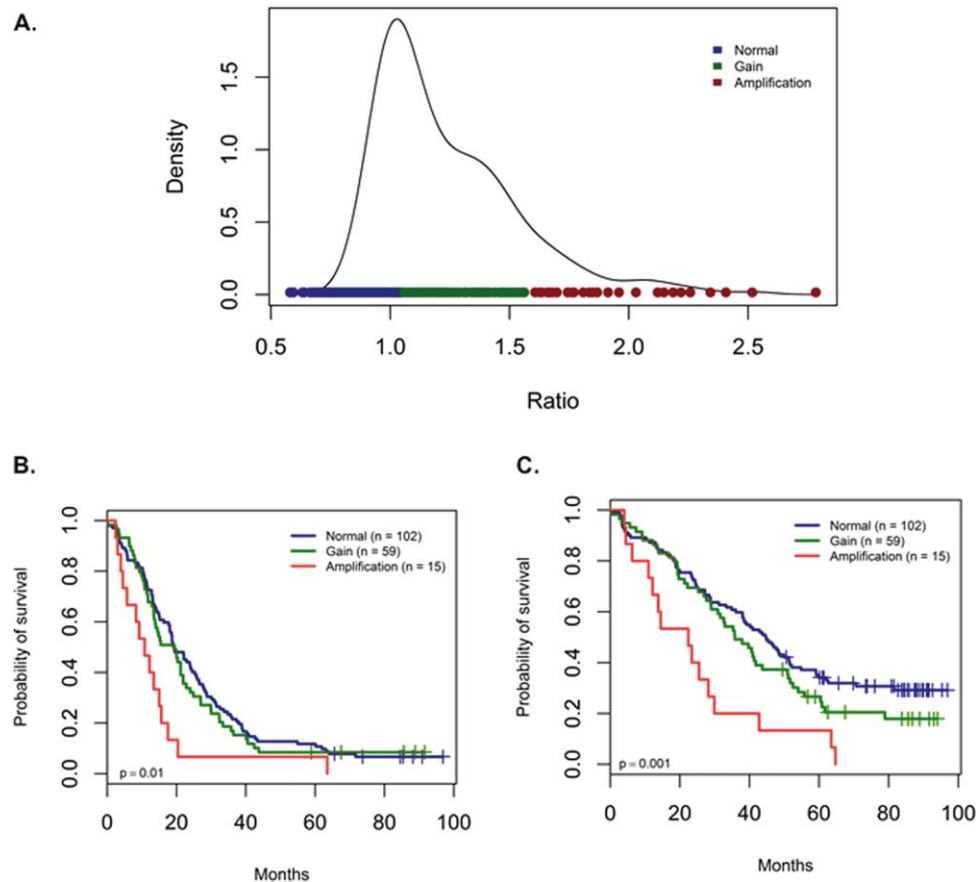 A.
Normal
Gain
Amplification
Density
0.0 0.5 1.0 1.5
0.5 1.0 1.5 2.0 2.5
Ratio
B.
Normal (n = 102)
Gain (n = 59)
Amplification (n = 15)
Probability of survival
0.0 0.2 0.4 0.6 0.8 1.0
p = 0.01
0 20 40 60 80 100
Months
C.
Normal (n = 102)
Gain (n = 59)
Amplification (n = 15)
Probability of survival
0.0 0.2 0.4 0.6 0.8 1.0
p = 0.001
0 20 40 60 80 100
Months